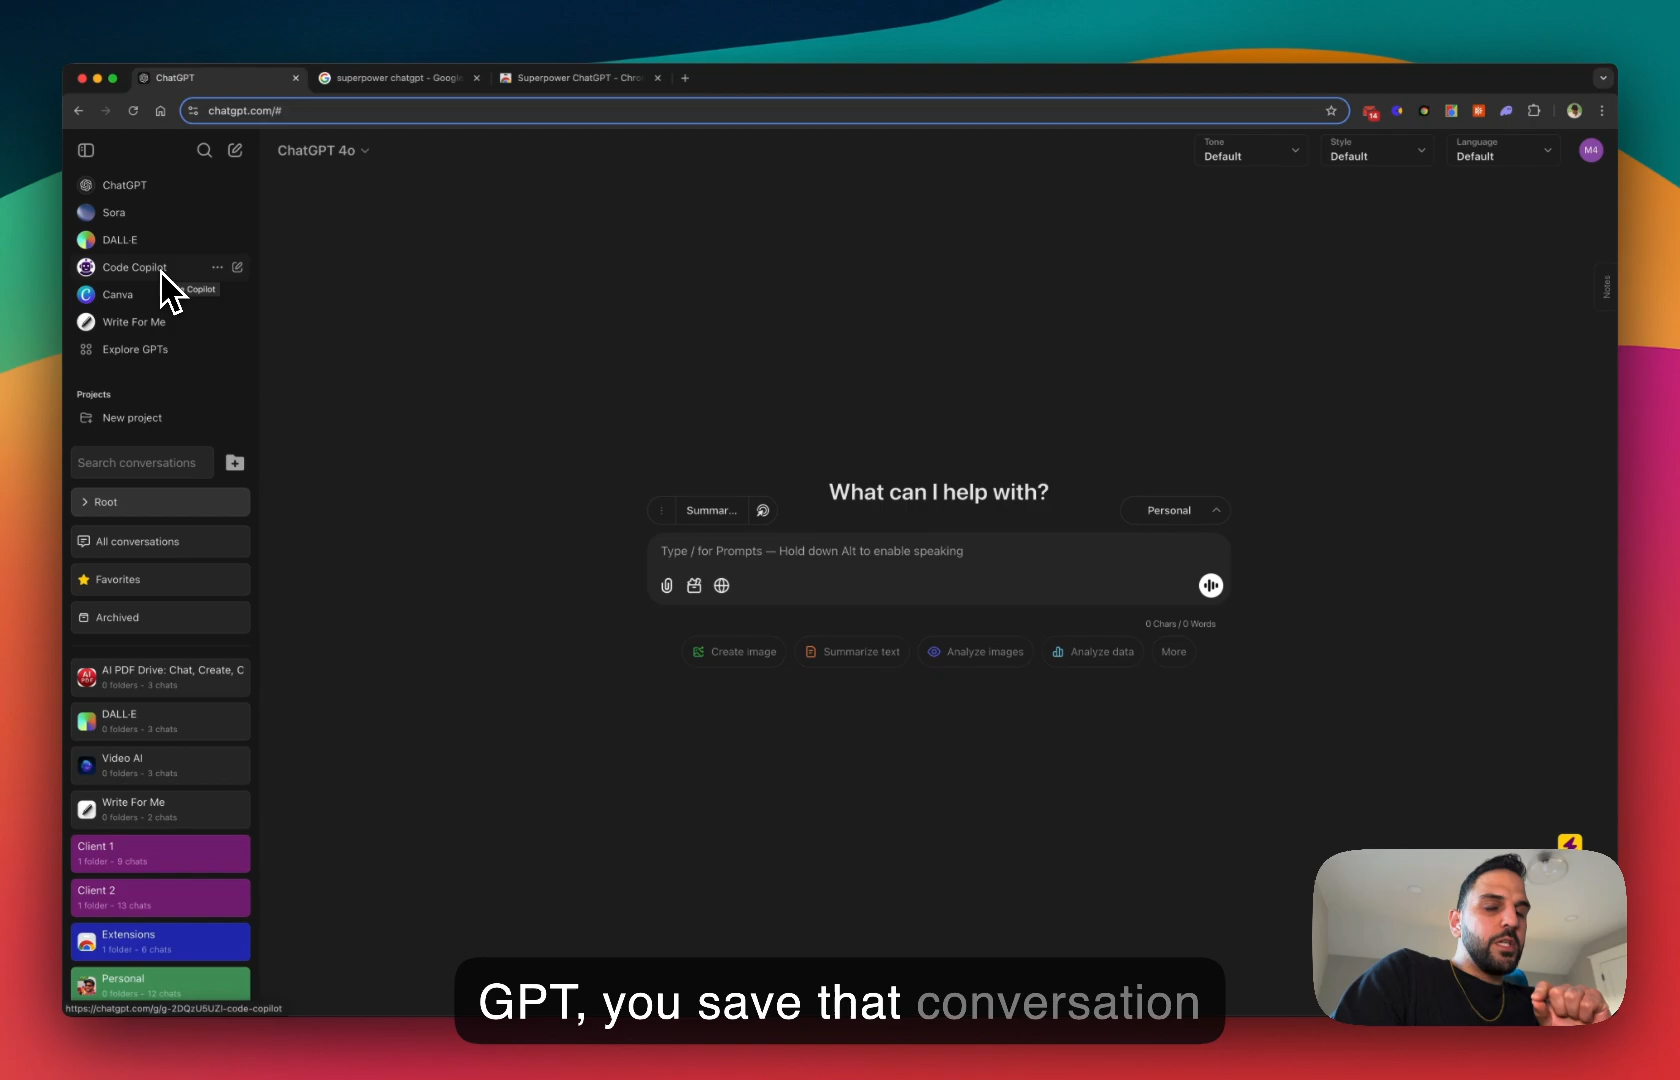 ChatGPT
superpower chatgpt - Googl
Superpower ChatGPT - Chro
chatgpt.com/#
14
ChatGPT 4o
Tone
Default
Style
Default
Language
Default
M4
ChatGPT
Sora
DALL·E
Code Copilot
Copilot
Canva
Write For Me
Explore GPTs
Notes
Projects
New project
Search conversations
Root
All conversations
Favorites
Archived
What can I help with?
Summar...
Personal
Type / for Prompts — Hold down Alt to enable speaking
0 Chars / 0 Words
Create image
Summarize text
Analyze images
Analyze data
More
AI PDF
AI PDF Drive: Chat, Create, C
0 folders - 3 chats
DALL·E
0 folders - 3 chats
Video AI
0 folders - 3 chats
Write For Me
0 folders - 2 chats
Client 1
1 folder - 9 chats
Client 2
1 folder - 13 chats
Extensions
1 folder - 6 chats
Personal
0 folders - 12 chats
https://chatgpt.com/g/g-2DQzU5UZl-code-copilot
GPT, you save that conversation